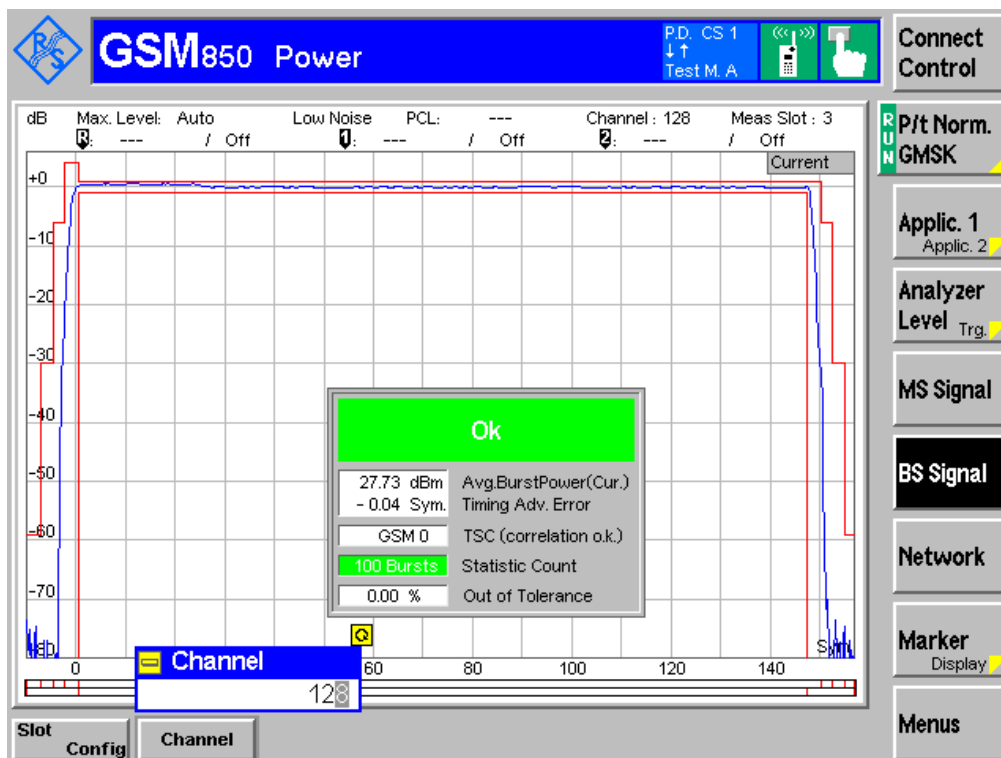 R S
GSM850 Power
P.D. CS 1
↓ ↑
Test M. A
Connect Control
dB Max. Level: Auto Low Noise PCL: --- Channel : 128 Meas Slot : 3
R: --- / Off 1: --- / Off 2: --- / Off
Current
RUN
P/t Norm.
GMSK
+0
-10
-20
-30
-40
-50
-60
-70
-80
Applic. 1
Applic. 2
Analyzer
Level Trg.
MS Signal
BS Signal
Network
Marker
Display
Menus
Ok
27.73 dBm Avg.BurstPower(Cur.)
- 0.04 Sym. Timing Adv. Error
GSM 0 TSC (correlation o.k.)
100 Bursts Statistic Count
0.00 % Out of Tolerance
0 60 80 100 120 140
Channel
128
Slot
Config
Channel